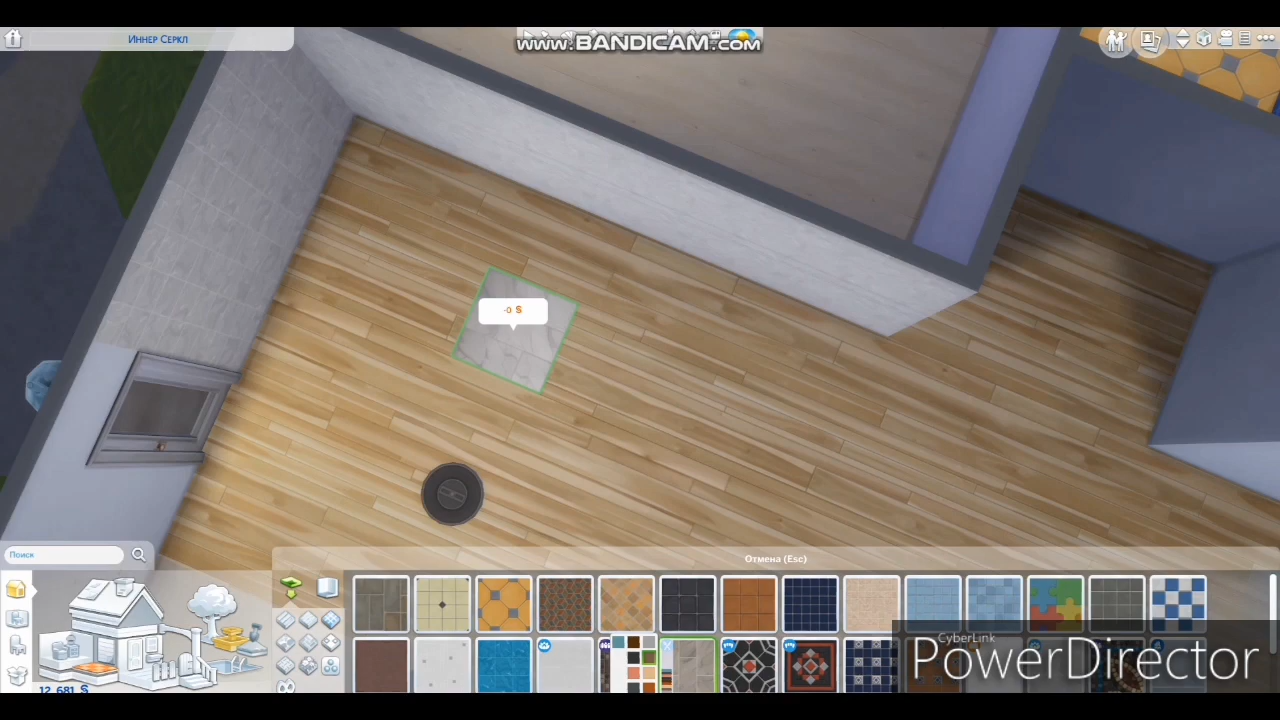 Иннер Серкл
www.BANDICAM.com
-0 $
Поиск
Отмена (Esc)
12 681 $
CyberLink
PowerDirector